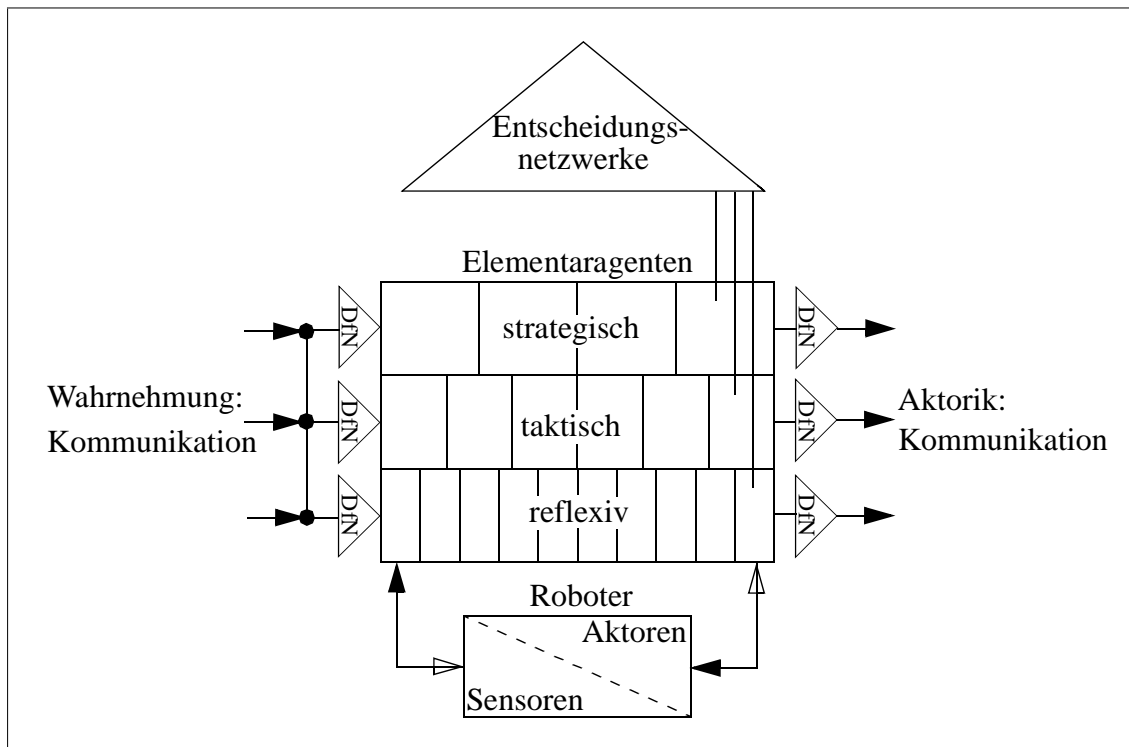 Entscheidungs-
netzwerke
Elementaragenten
DfN
strategisch
DfN
Wahrnehmung:
Kommunikation
DfN
taktisch
DfN
Aktorik:
Kommunikation
DfN
reflexiv
DfN
Roboter
Aktoren
Sensoren